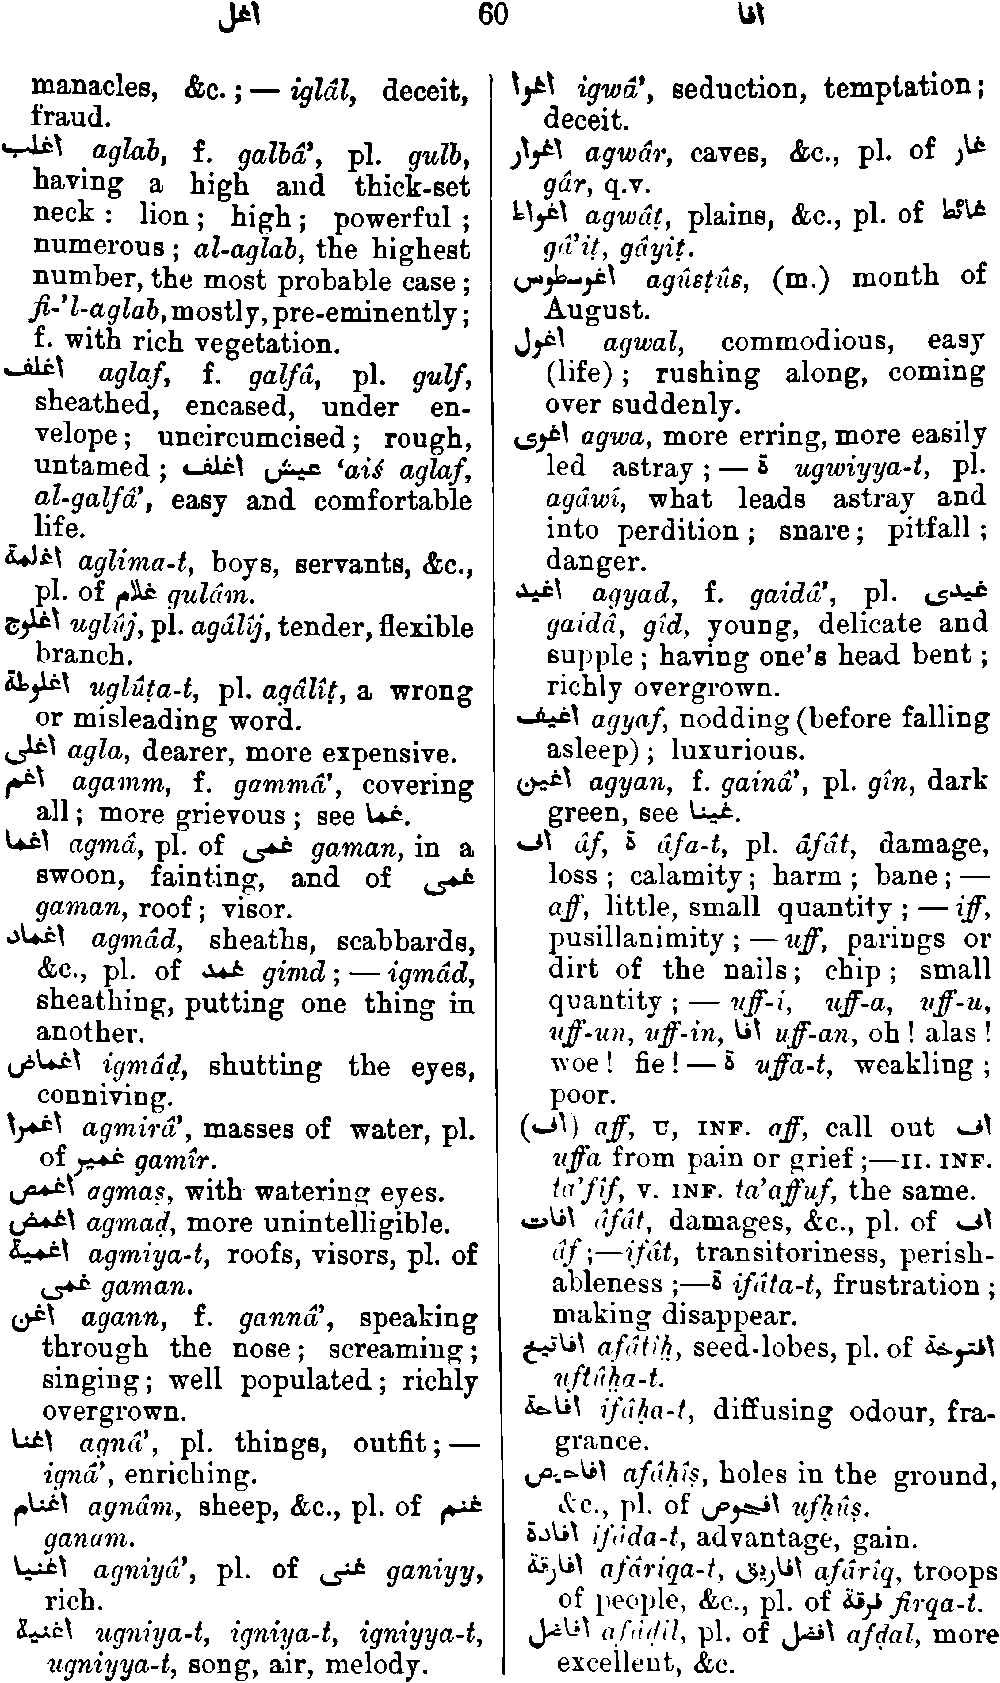 اغل 60 افا
manacles, &c.; — iglâl, deceit,
fraud.
اغلب aglab, f. galbâ’, pl. gulb,
having a high and thick-set
neck: lion; high; powerful;
numerous; al-aglab, the highest
number, the most probable case;
fî-’l-aglab, mostly, pre-eminently;
f. with rich vegetation.
اغلف aglaf, f. galfâ, pl. gulf,
sheathed, encased, under en-
velope; uncircumcised; rough,
untamed; عيش اغلف ‘aiś aglaf,
al-galfâ’, easy and comfortable
life.
اغلمة aglima-t, boys, servants, &c.,
pl. of غلام gulâm.
اغلوج uglûj, pl. agâlîj, tender, flexible
branch.
اغلوطة uglûṭa-t, pl. agâlîṭ, a wrong
or misleading word.
اغلى agla, dearer, more expensive.
اغم agamm, f. gammâ’, covering
all; more grievous; see غما.
اغما agmâ, pl. of غمى gaman, in a
swoon, fainting, and of غمى
gaman, roof; visor.
اغماد agmâd, sheaths, scabbards,
&c., pl. of غمد gimd; — igmâd,
sheathing, putting one thing in
another.
اغماض igmâḍ, shutting the eyes,
conniving.
اغمرا agmirâ’, masses of water, pl.
of غمير gamîr.
اغمص agmaṣ, with watering eyes.
اغمض agmaḍ, more unintelligible.
اغمية agmiya-t, roofs, visors, pl. of
غمى gaman.
اغن agann, f. gannâ’, speaking
through the nose; screaming;
singing; well populated; richly
overgrown.
اغنا agnâ’, pl. things, outfit; —
ignâ’, enriching.
اغنام agnâm, sheep, &c., pl. of غنم
ganam.
اغنيا agniyâ’, pl. of غنى ganiyy,
rich.
اغنية ugniya-t, igniya-t, igniyya-t,
ugniyya-t, song, air, melody.
اغوا igwâ’, seduction, temptation;
deceit.
اغوار agwâr, caves, &c., pl. of غار
gâr, q.v.
اغواط agwâṭ, plains, &c., pl. of غائط
gâ’iṭ, gâyiṭ.
اغوسطوس agûsṭûs, (m.) month of
August.
اغول agwal, commodious, easy
(life); rushing along, coming
over suddenly.
اغوى agwa, more erring, more easily
led astray; — ة ugwiyya-t, pl.
agâwî, what leads astray and
into perdition; snare; pitfall;
danger.
اغيد agyad, f. gaidâ’, pl. غيدى
gaidâ, gîd, young, delicate and
supple; having one’s head bent;
richly overgrown.
اغيف agyaf, nodding (before falling
asleep); luxurious.
اغين agyan, f. gainâ’, pl. gîn, dark
green, see غينا.
اف âf, ة âfa-t, pl. âfât, damage,
loss; calamity; harm; bane; —
aff, little, small quantity; — iff,
pusillanimity; — uff, parings or
dirt of the nails; chip; small
quantity; — uff-i, uff-a, uff-u,
uff-un, uff-in, افا uff-an, oh! alas!
woe! fie! — ة uffa-t, weakling;
poor.
(اف) aff, U, INF. aff, call out اف
uffa from pain or grief;—II. INF.
ta’fîf, V. INF. ta’affuf, the same.
افات âfât, damages, &c., pl. of اف
âf;—ifât, transitoriness, perish-
ableness;—ة ifâta-t, frustration;
making disappear.
افاتيح afâtîḥ, seed-lobes, pl. of افتوحة
uftûḥa-t.
افاحة ifâḥa-t, diffusing odour, fra-
grance.
افاحيص afâḥîṣ, holes in the ground,
&c., pl. of افحوص ufḥûṣ.
افادة ifâda-t, advantage, gain.
افارقة afâriqa-t, افاريق afârîq, troops
of people, &c., pl. of فرقة firqa-t.
افاضل afâḍil, pl. of افضل afḍal, more
excellent, &c.